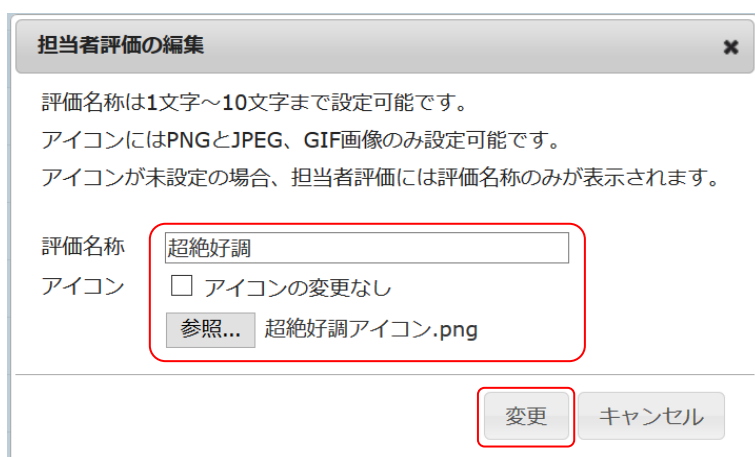 担当者評価の編集
評価名称は1文字～10文字まで設定可能です。
アイコンにはPNGとJPEG、GIF画像のみ設定可能です。
アイコンが未設定の場合、担当者評価には評価名称のみが表示されます。
評価名称 超絶好調
アイコン アイコンの変更なし
参照... 超絶好調アイコン.png
変更 キャンセル